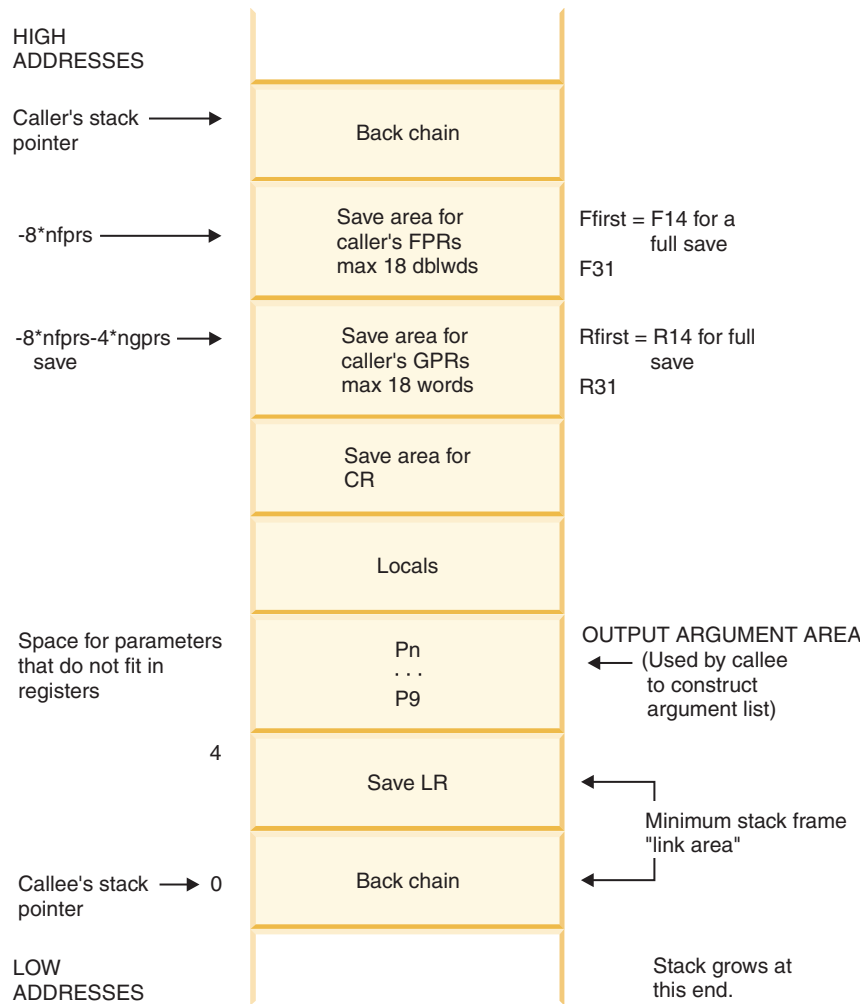 HIGH
ADDRESSES
Caller's stack
pointer
Back chain
-8*nfprs
Save area for
caller's FPRs
max 18 dblwds
Ffirst = F14 for a
full save
F31
-8*nfprs-4*ngprs
save
Save area for
caller's GPRs
max 18 words
Rfirst = R14 for full
save
R31
Save area for
CR
Locals
Space for parameters
that do not fit in
registers
Pn
. . .
P9
OUTPUT ARGUMENT AREA
(Used by callee
to construct
argument list)
4
Save LR
Minimum stack frame
"link area"
Callee's stack
pointer
0
Back chain
LOW
ADDRESSES
Stack grows at
this end.